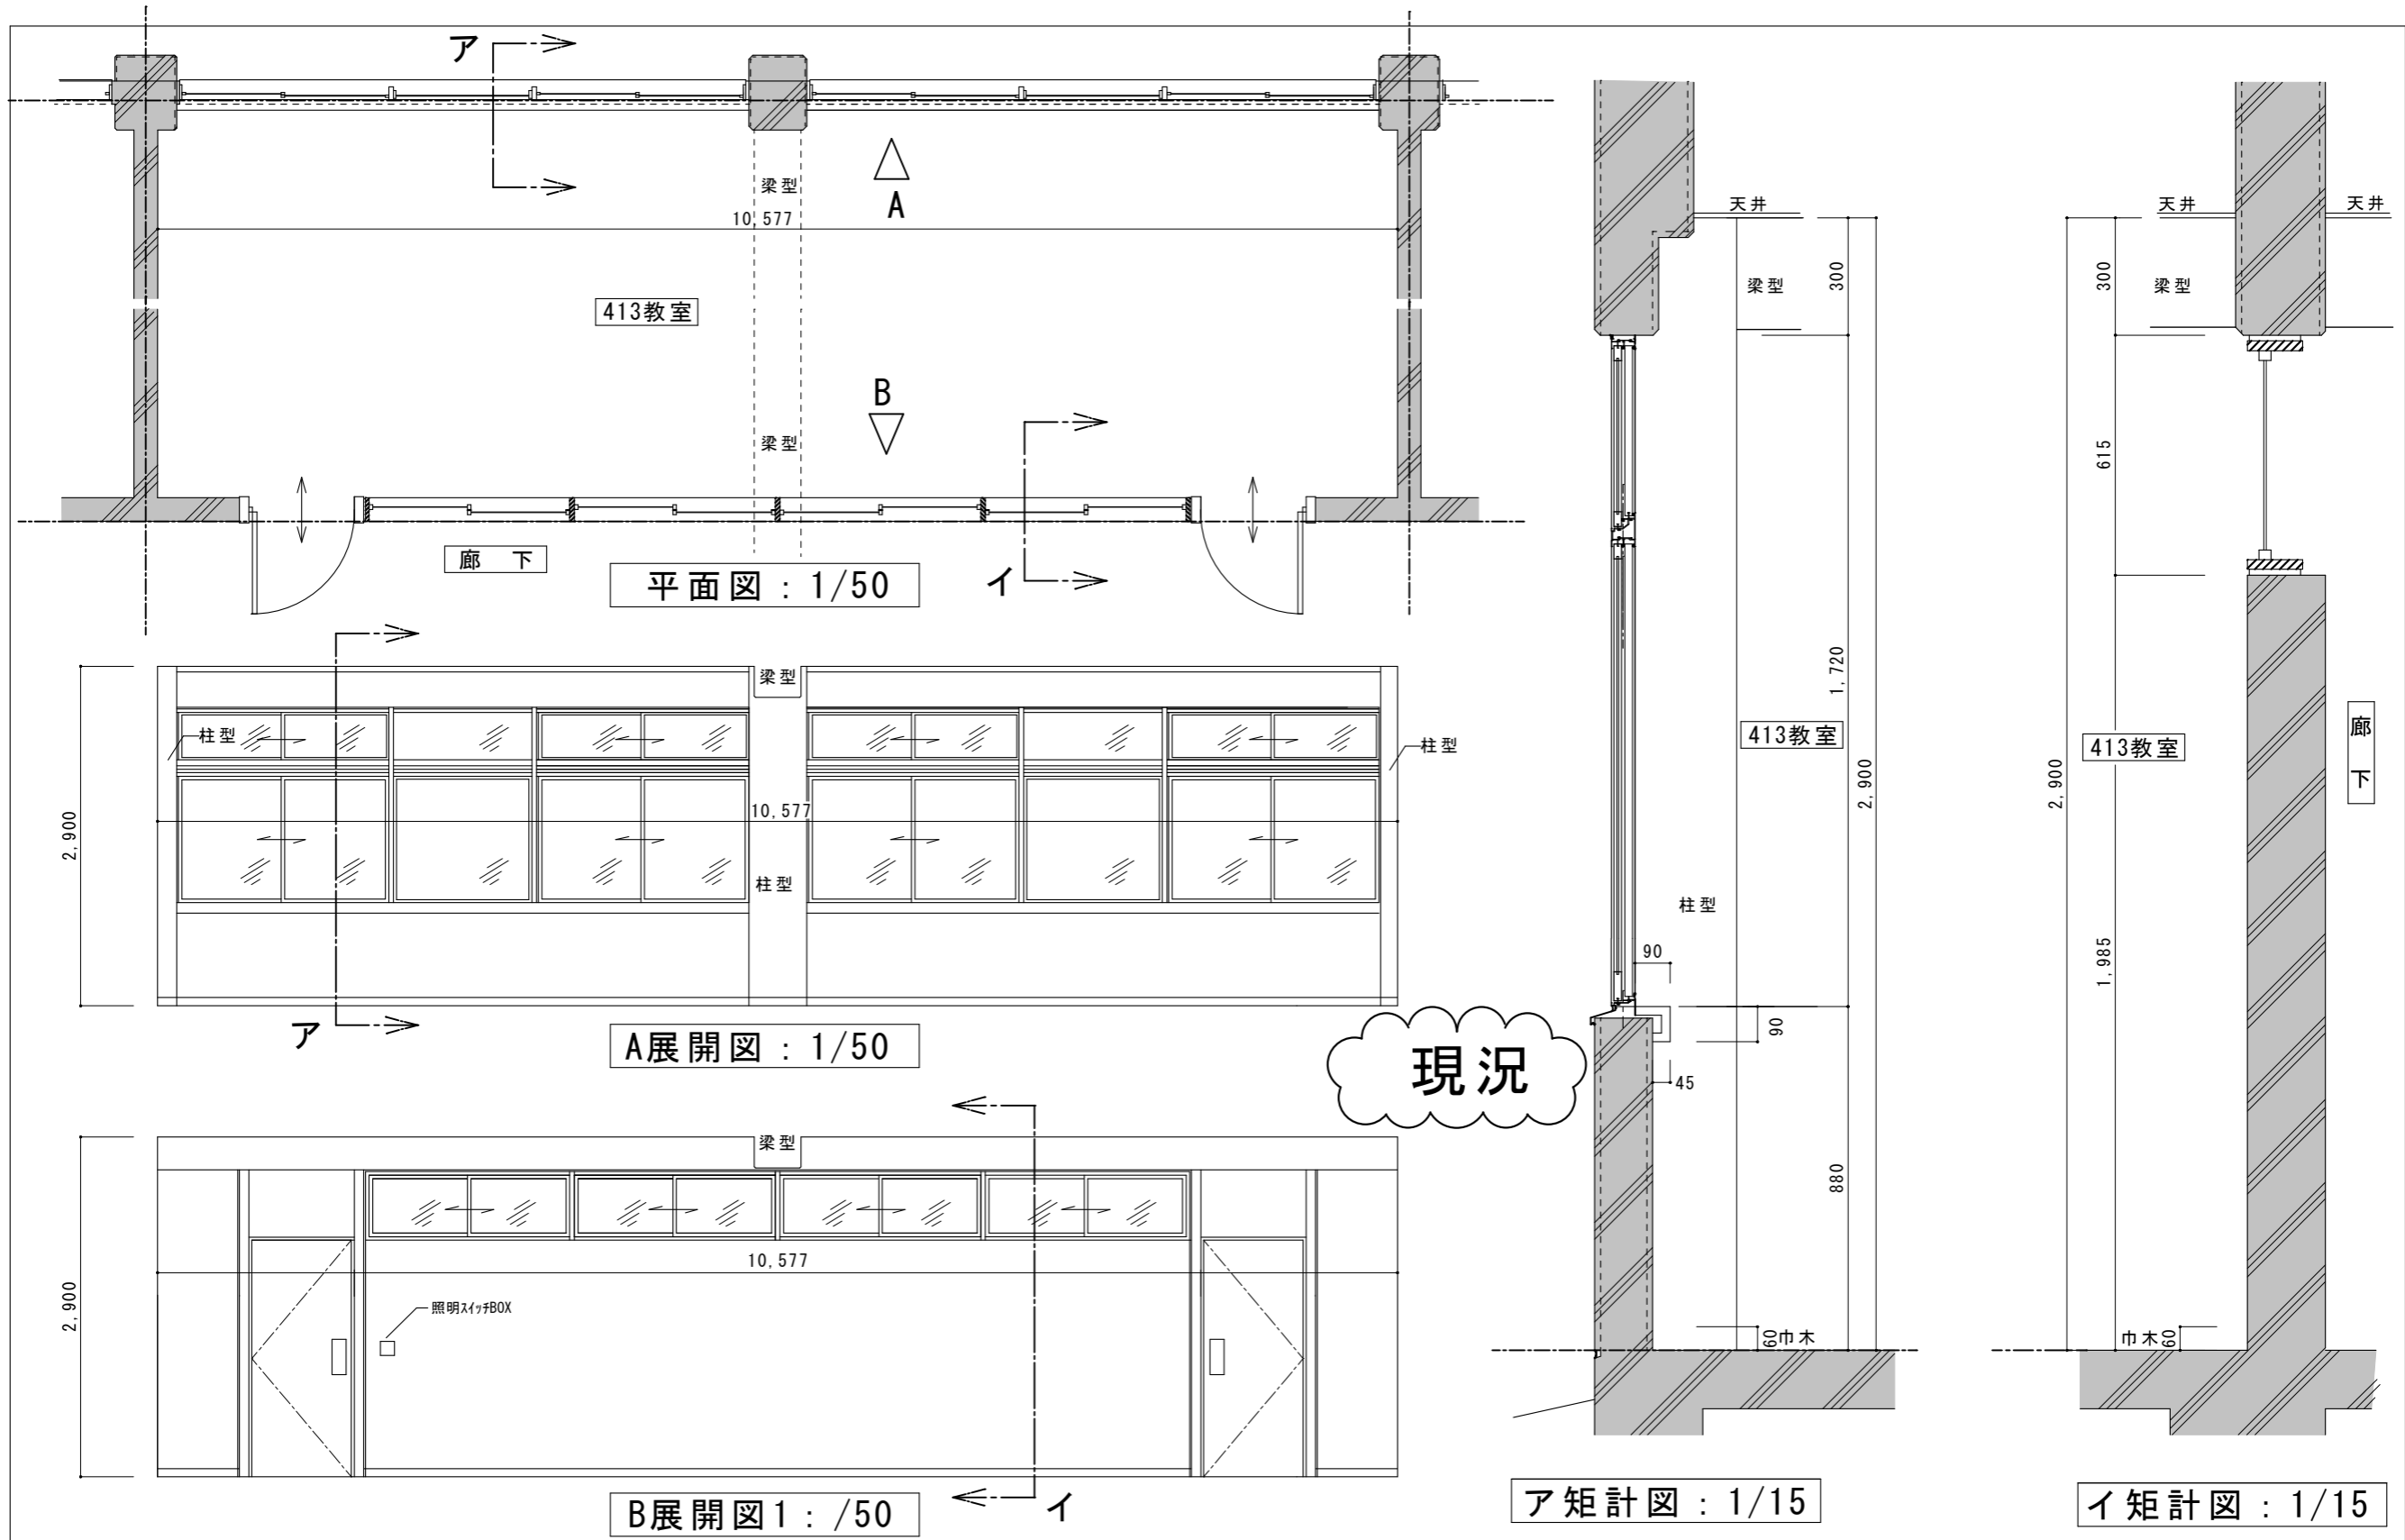 ア
梁型
A
10,577
413教室
B
梁型
廊 下
平面図：1/50
イ
梁型
柱型
柱型
10,577
柱型
2,900
ア
A展開図：1/50
現況
梁型
10,577
照明ｽｲｯﾁBOX
2,900
B展開図1：/50
イ
天井
300
梁型
1,720
413教室
2,900
柱型
90
90
45
880
60
巾木
ア矩計図：1/15
天井
天井
300
梁型
615
廊
下
413教室
2,900
1,985
巾木
60
イ矩計図：1/15